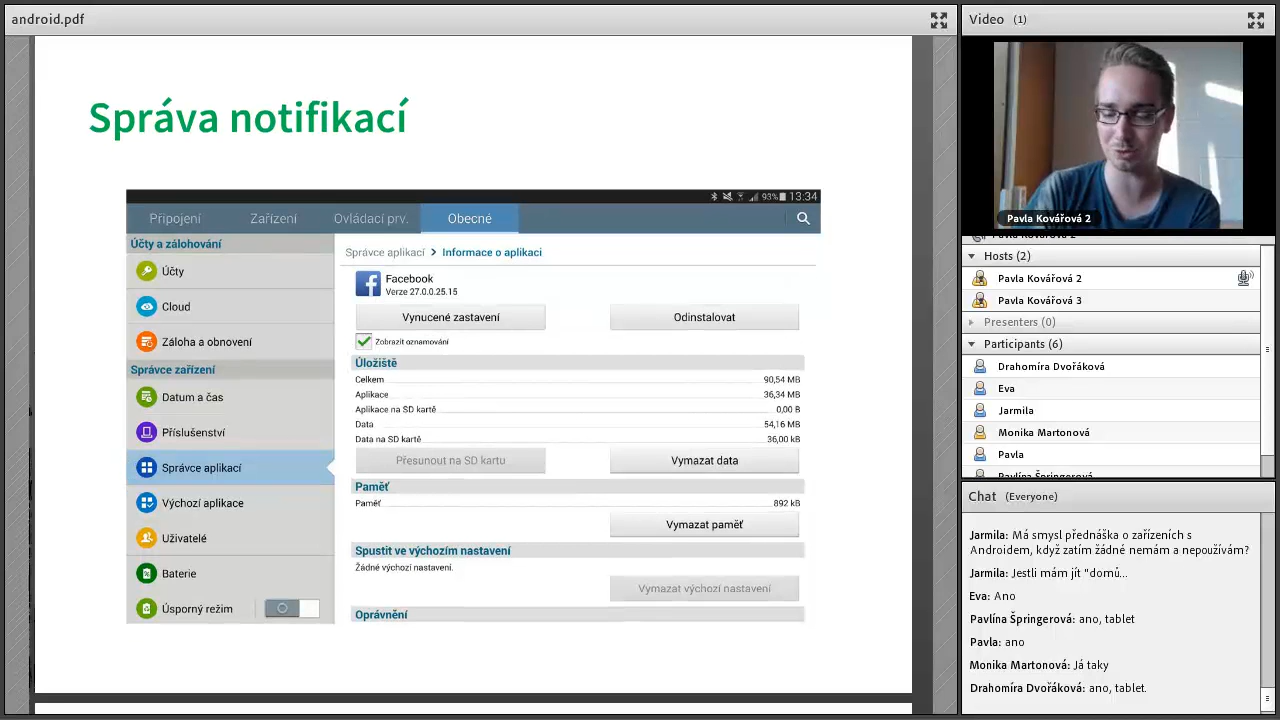 android.pdf
Správa notifikací
93% 13:34
Připojení Zařízení Ovládací prv. Obecné
Účty a zálohování
Účty
Cloud
Záloha a obnovení
Správce zařízení
Datum a čas
Příslušenství
Správce aplikací
Výchozí aplikace
Uživatelé
Baterie
Úsporný režim
Správce aplikací > Informace o aplikaci
Facebook
Verze 27.0.0.25.15
Vynucené zastavení Odinstalovat
Zobrazit oznamování
Úložiště
Celkem 90,54 MB
Aplikace 36,34 MB
Aplikace na SD kartě 0,00 B
Data 54,16 MB
Data na SD kartě 36,00 kB
Přesunout na SD kartu Vymazat data
Paměť
Paměť 892 kB
Vymazat paměť
Spustit ve výchozím nastavení
Žádné výchozí nastavení.
Vymazat výchozí nastavení
Oprávnění
Video (1)
Pavla Kovářová 2
Pavla Kovářová 2
Hosts (2)
Pavla Kovářová 2
Pavla Kovářová 3
Presenters (0)
Participants (6)
Drahomíra Dvořáková
Eva
Jarmila
Monika Martonová
Pavla
Pavlína Špringerová
Chat (Everyone)
Jarmila: Má smysl přednáška o zařízeních s
Androidem, když zatím žádné nemám a nepoužívám?
Jarmila: Jestli mám jít "domů...
Eva: Ano
Pavlína Špringerová: ano, tablet
Pavla: ano
Monika Martonová: Já taky
Drahomíra Dvořáková: ano, tablet.